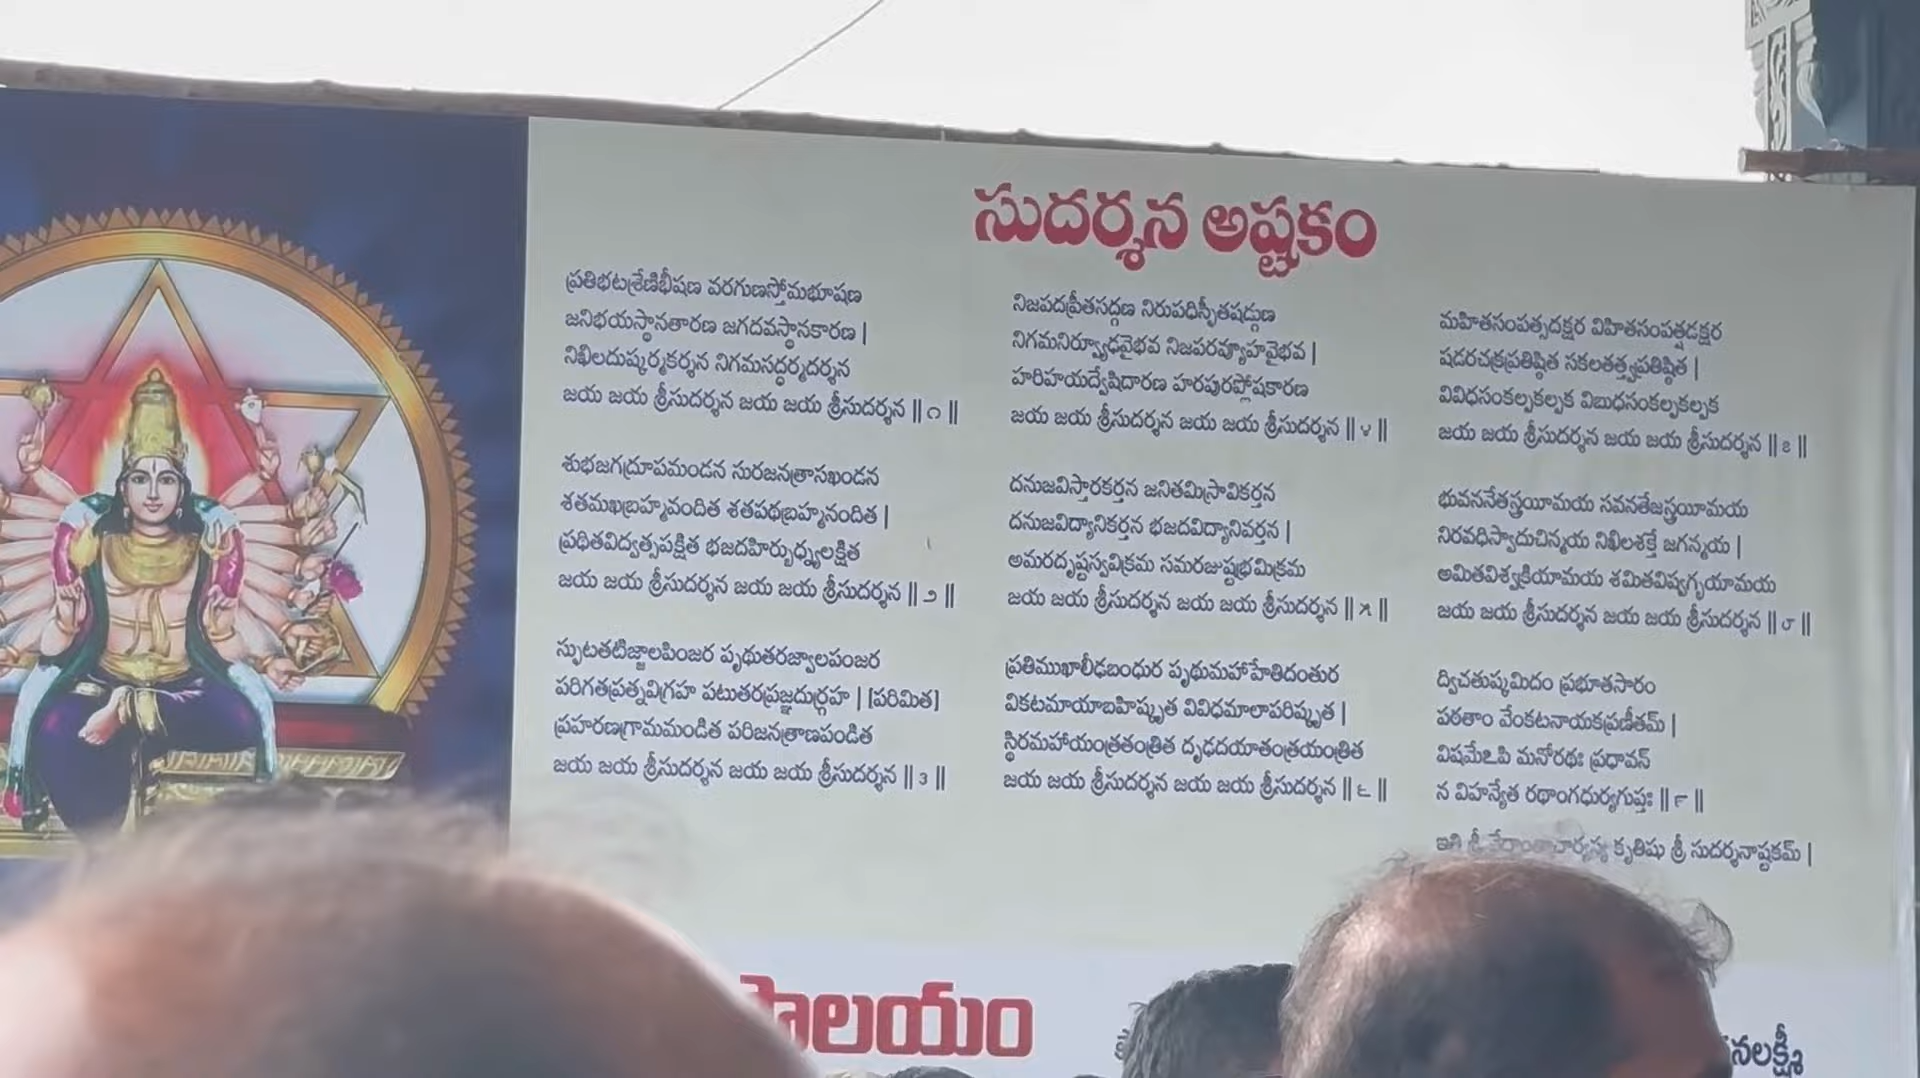 సుదర్శన అష్టకం
ప్రతిభటశ్రేణిభీషణ వరగుణస్తోమభూషణ
జనిభయస్థానతారణ జగదవస్థానకారణ |
నిఖిలదుష్కర్మకర్శన నిగమసద్ధర్మదర్శన
జయ జయ శ్రీసుదర్శన జయ జయ శ్రీసుదర్శన || ౧ ||
శుభజగద్రూపమండన సురజనత్రాసఖండన
శతమఖబ్రహ్మవందిత శతపథబ్రహ్మనందిత |
ప్రథితవిద్వత్సపక్షిత భజదహిర్బుధ్న్యలక్షిత
జయ జయ శ్రీసుదర్శన జయ జయ శ్రీసుదర్శన || ౨ ||
స్ఫుటతటిజ్జాలపింజర పృథుతరజ్వాలపంజర
పరిగతప్రత్నవిగ్రహ పటుతరప్రజ్ఞదుర్గ్రహ | [పరిమిత]
ప్రహరణగ్రామమండిత పరిజనత్రాణపండిత
జయ జయ శ్రీసుదర్శన జయ జయ శ్రీసుదర్శన || ౩ ||
నిజపదప్రీతసద్గణ నిరుపధిస్ఫీతషడ్గుణ
నిగమనిర్వ్యూఢవైభవ నిజపరవ్యూహవైభవ |
హరిహయద్వేషిదారణ హరపురప్లోషకారణ
జయ జయ శ్రీసుదర్శన జయ జయ శ్రీసుదర్శన || ౪ ||
దనుజవిస్తారకర్తన జనితమిస్రావికర్తన
దనుజవిద్యానికర్తన భజదవిద్యానివర్తన |
అమరదృష్టస్వవిక్రమ సమరజుష్టభ్రమిక్రమ
జయ జయ శ్రీసుదర్శన జయ జయ శ్రీసుదర్శన || ౫ ||
ప్రతిముఖాలీఢబంధుర పృథుమహాహేతిదంతుర
వికటమాయాబహిష్కృత వివిధమాలాపరిష్కృత |
స్థిరమహాయంత్రతంత్రిత దృఢదయాతంత్రయంత్రిత
జయ జయ శ్రీసుదర్శన జయ జయ శ్రీసుదర్శన || ౬ ||
మహితసంపత్సదక్షర విహితసంపత్షడక్షర
షడరచక్రప్రతిష్ఠిత సకలతత్త్వప్రతిష్ఠిత |
వివిధసంకల్పకల్పక విబుధసంకల్పకల్పక
జయ జయ శ్రీసుదర్శన జయ జయ శ్రీసుదర్శన || ౭ ||
భువననేతస్త్రయీమయ సవనతేజస్త్రయీమయ
నిరవధిస్వాదుచిన్మయ నిఖిలశక్తే జగన్మయ |
అమితవిశ్వక్రియామయ శమితవిష్వగ్భయామయ
జయ జయ శ్రీసుదర్శన జయ జయ శ్రీసుదర్శన || ౮ ||
ద్విచతుష్కమిదం ప్రభూతసారం
పఠతాం వేంకటనాయకప్రణీతమ్ |
విషమేఽపి మనోరథః ప్రధావన్
న విహన్యేత రథాంగధుర్యగుప్తః || ౯ ||
ఇతి శ్రీ వేదాంతాచార్యస్య కృతిషు శ్రీ సుదర్శనాష్టకమ్ |